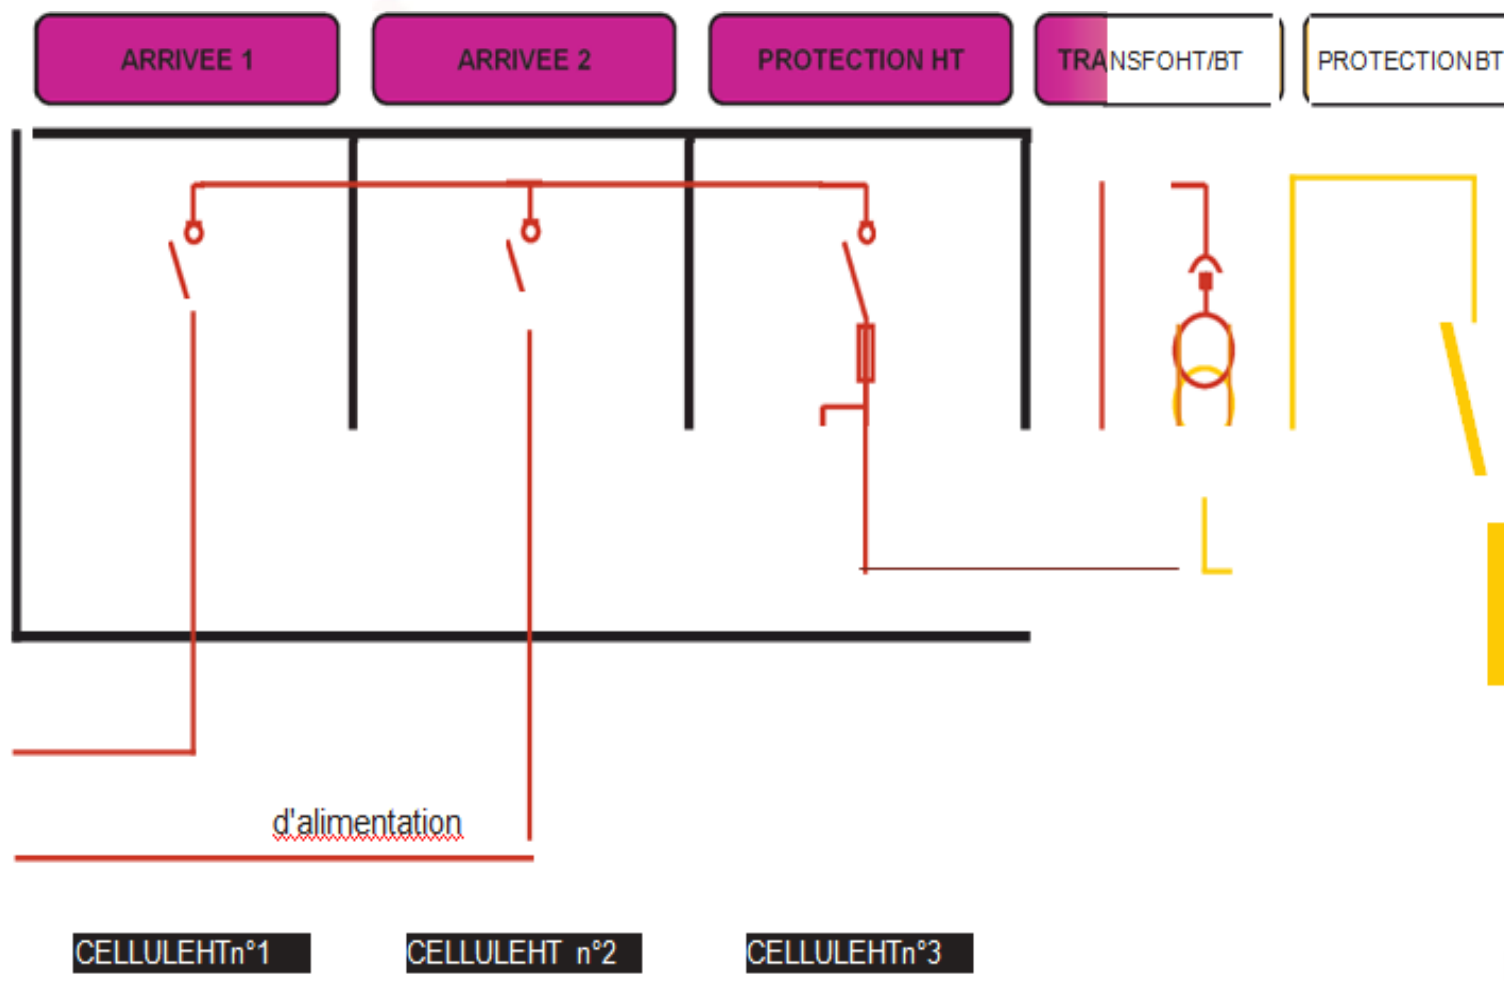 ARRIVEE 1
ARRIVEE 2
PROTECTION HT
TRANSFOHT/BT
PROTECTIONBT
d'alimentation
CELLULEHTn°1
CELLULEHT n°2
CELLULEHTn°3